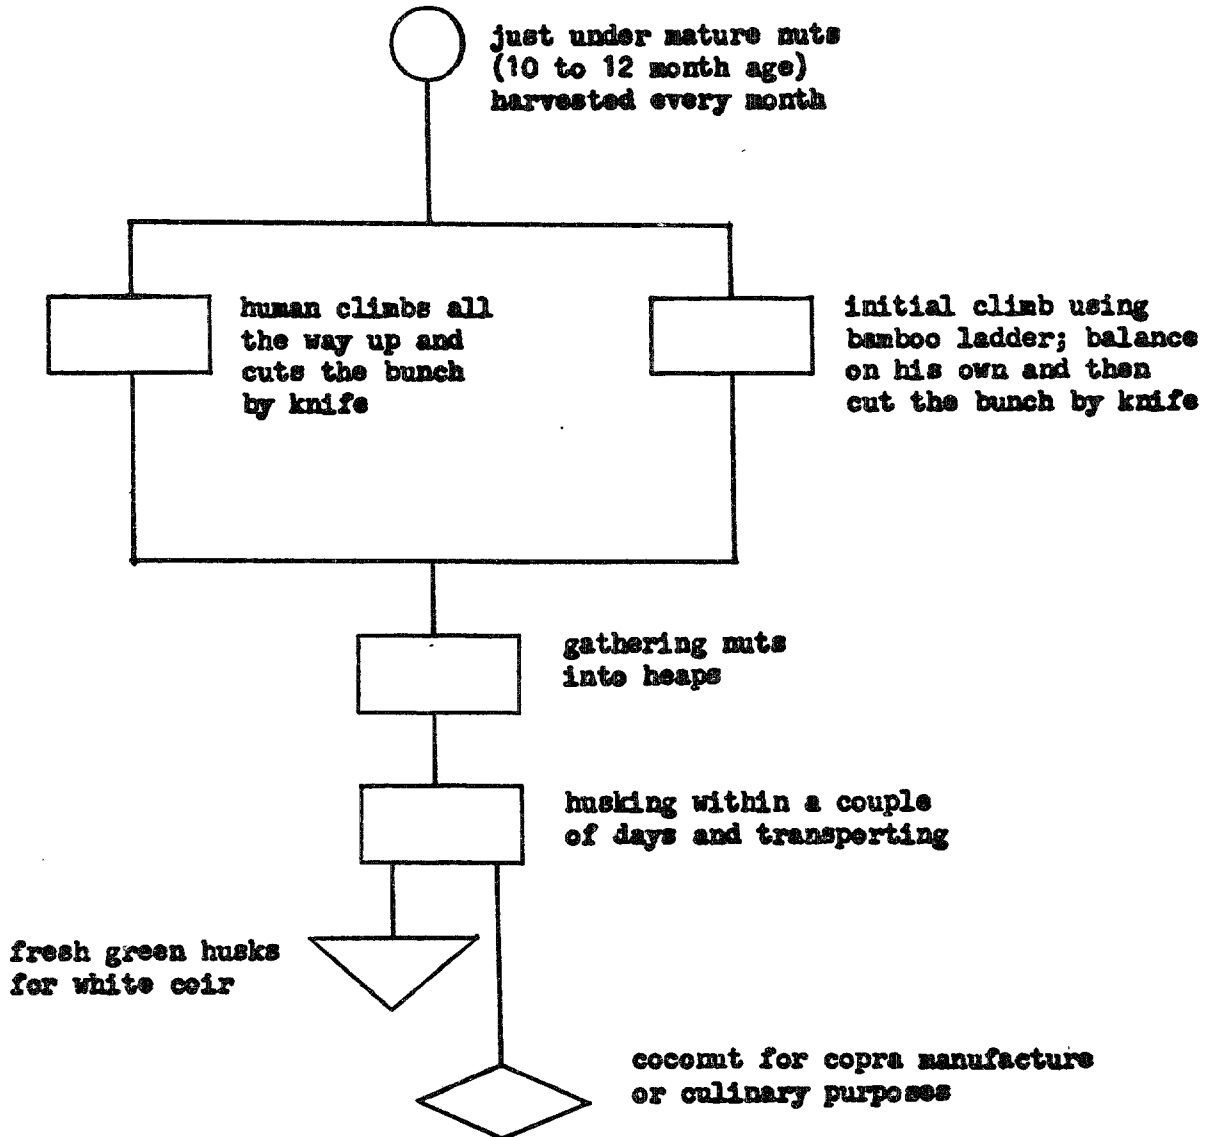 just under mature nuts
(10 to 12 month age)
harvested every month
human climbs all
the way up and
cuts the bunch
by knife
initial climb using
bamboo ladder; balance
on his own and then
cut the bunch by knife
gathering nuts
into heaps
husking within a couple
of days and transporting
fresh green husks
for white coir
coconut for copra manufacture
or culinary purposes